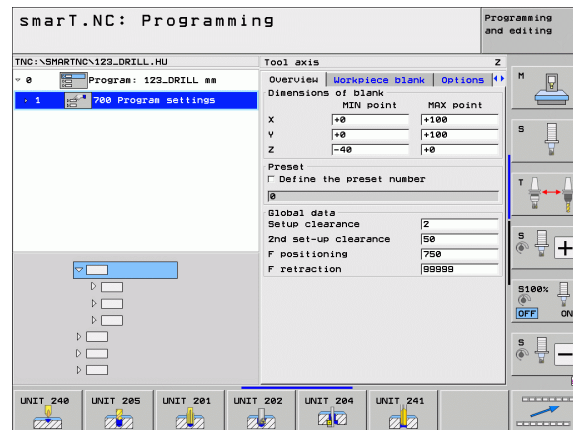 smarT.NC: Programming
Programming
and editing
TNC:\SMARTNC\123_DRILL.HU
Tool axis Z
0 Program: 123_DRILL mm
1 700 Program settings
Overview Workpiece blank Options
Dimensions of blank
MIN point MAX point
X +0 +100
Y +0 +100
Z -40 +0
Preset
Define the preset number
0
Global data
Setup clearance 2
2nd set-up clearance 50
F positioning 750
F retraction 99999
M
S
T
S
S100%
OFF ON
S
UNIT 240 UNIT 205 UNIT 201 UNIT 202 UNIT 204 UNIT 241